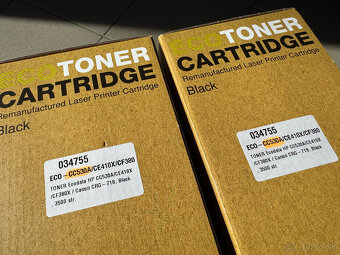 ECO TONER
CARTRIDGE
Remanufactured Laser Printer Cartridge
Black
034755
ECO-CC530A/CE410X/CF380
TONER Ecodata HP CC530A/CE410X
/CF380X / Canon CRG-718, Black
. 3500 str
ECO TONER
CARTRIDGE
Remanufactured Laser Printer Cartridge
Black
034755
ECO-CC530A/CE410X/CF380
TONER Ecodata HP CC530A/CE410X
/CF380X / Canon CRG-718, Black
. 3500 str